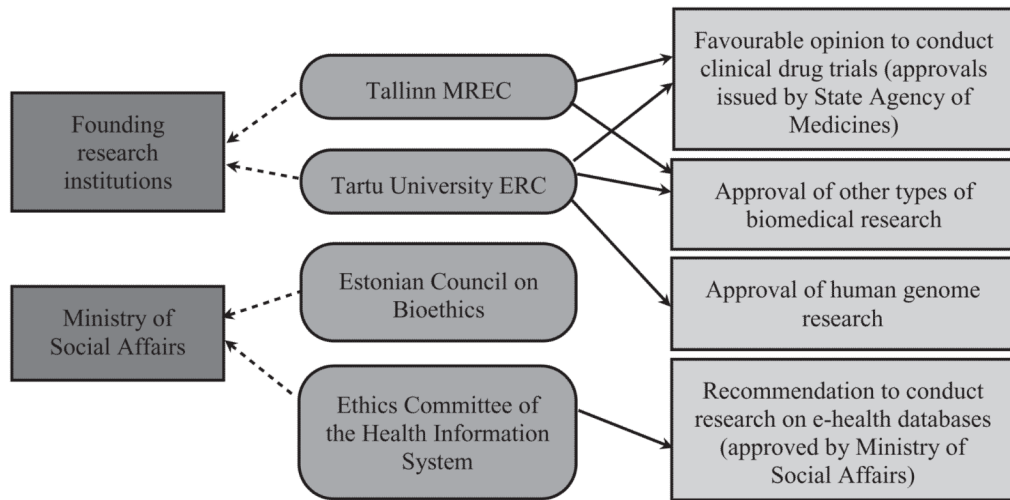 Founding
research
institutions
Ministry of
Social Affairs
Tallinn MREC
Tartu University ERC
Estonian Council on
Bioethics
Ethics Committee of
the Health Information
System
Favourable opinion to conduct
clinical drug trials (approvals
issued by State Agency of
Medicines)
Approval of other types of
biomedical research
Approval of human genome
research
Recommendation to conduct
research on e-health databases
(approved by Ministry of
Social Affairs)